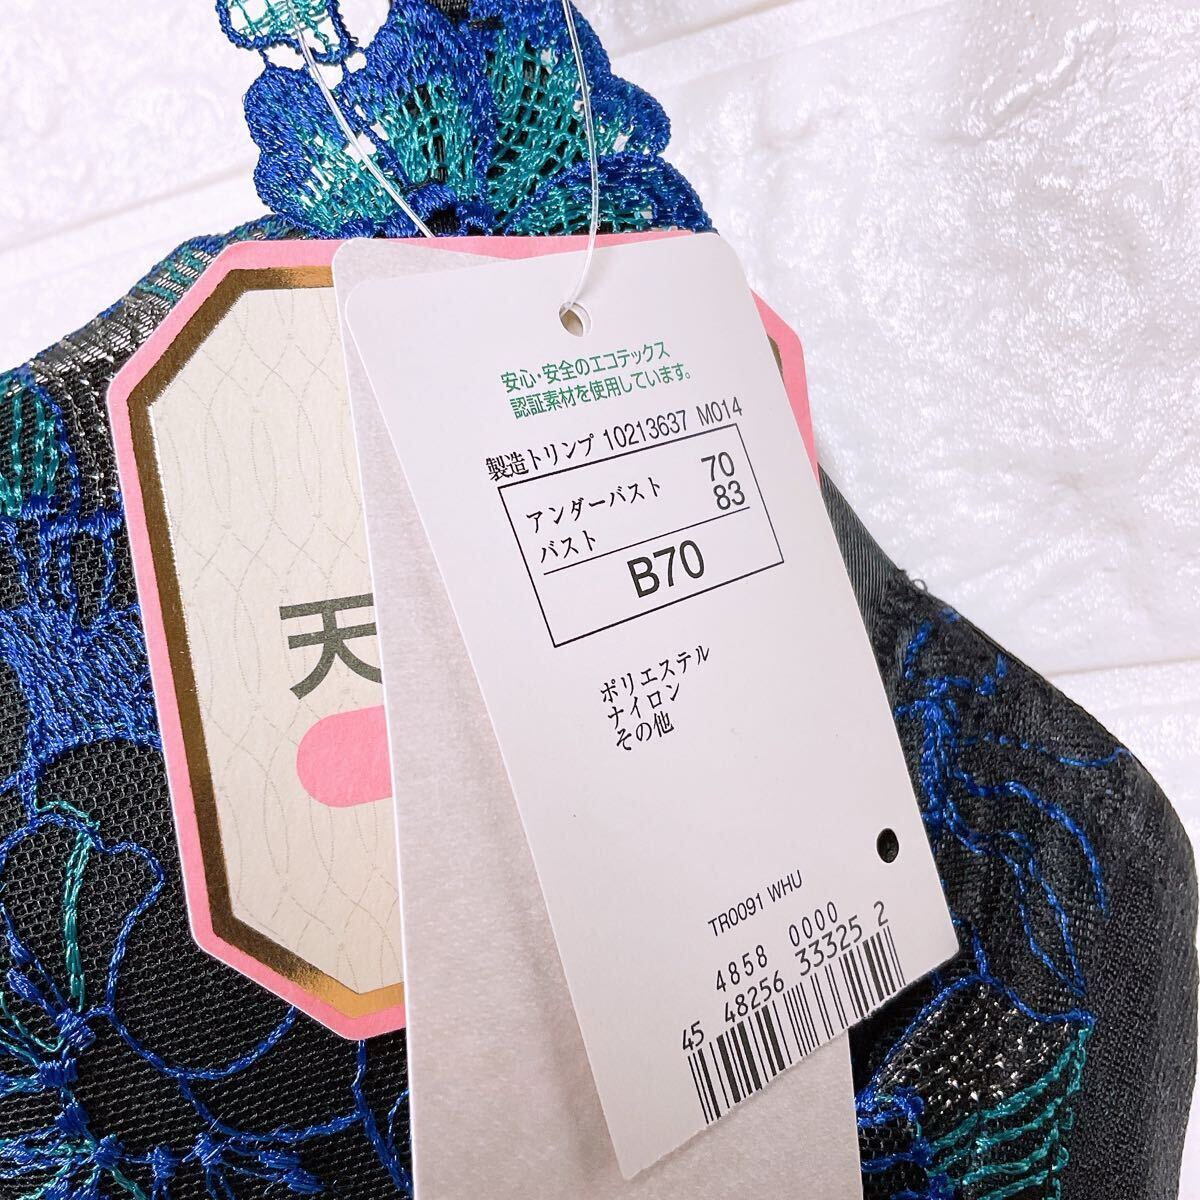 安心・安全のエコテックス
認証素材を使用しています。
製造トリンプ 10213637 M014
アンダーバスト 70
バスト 83
B70
ポリエステル
ナイロン
その他
TR0091 WHU
4858 0000
45 48256 33325 2
天